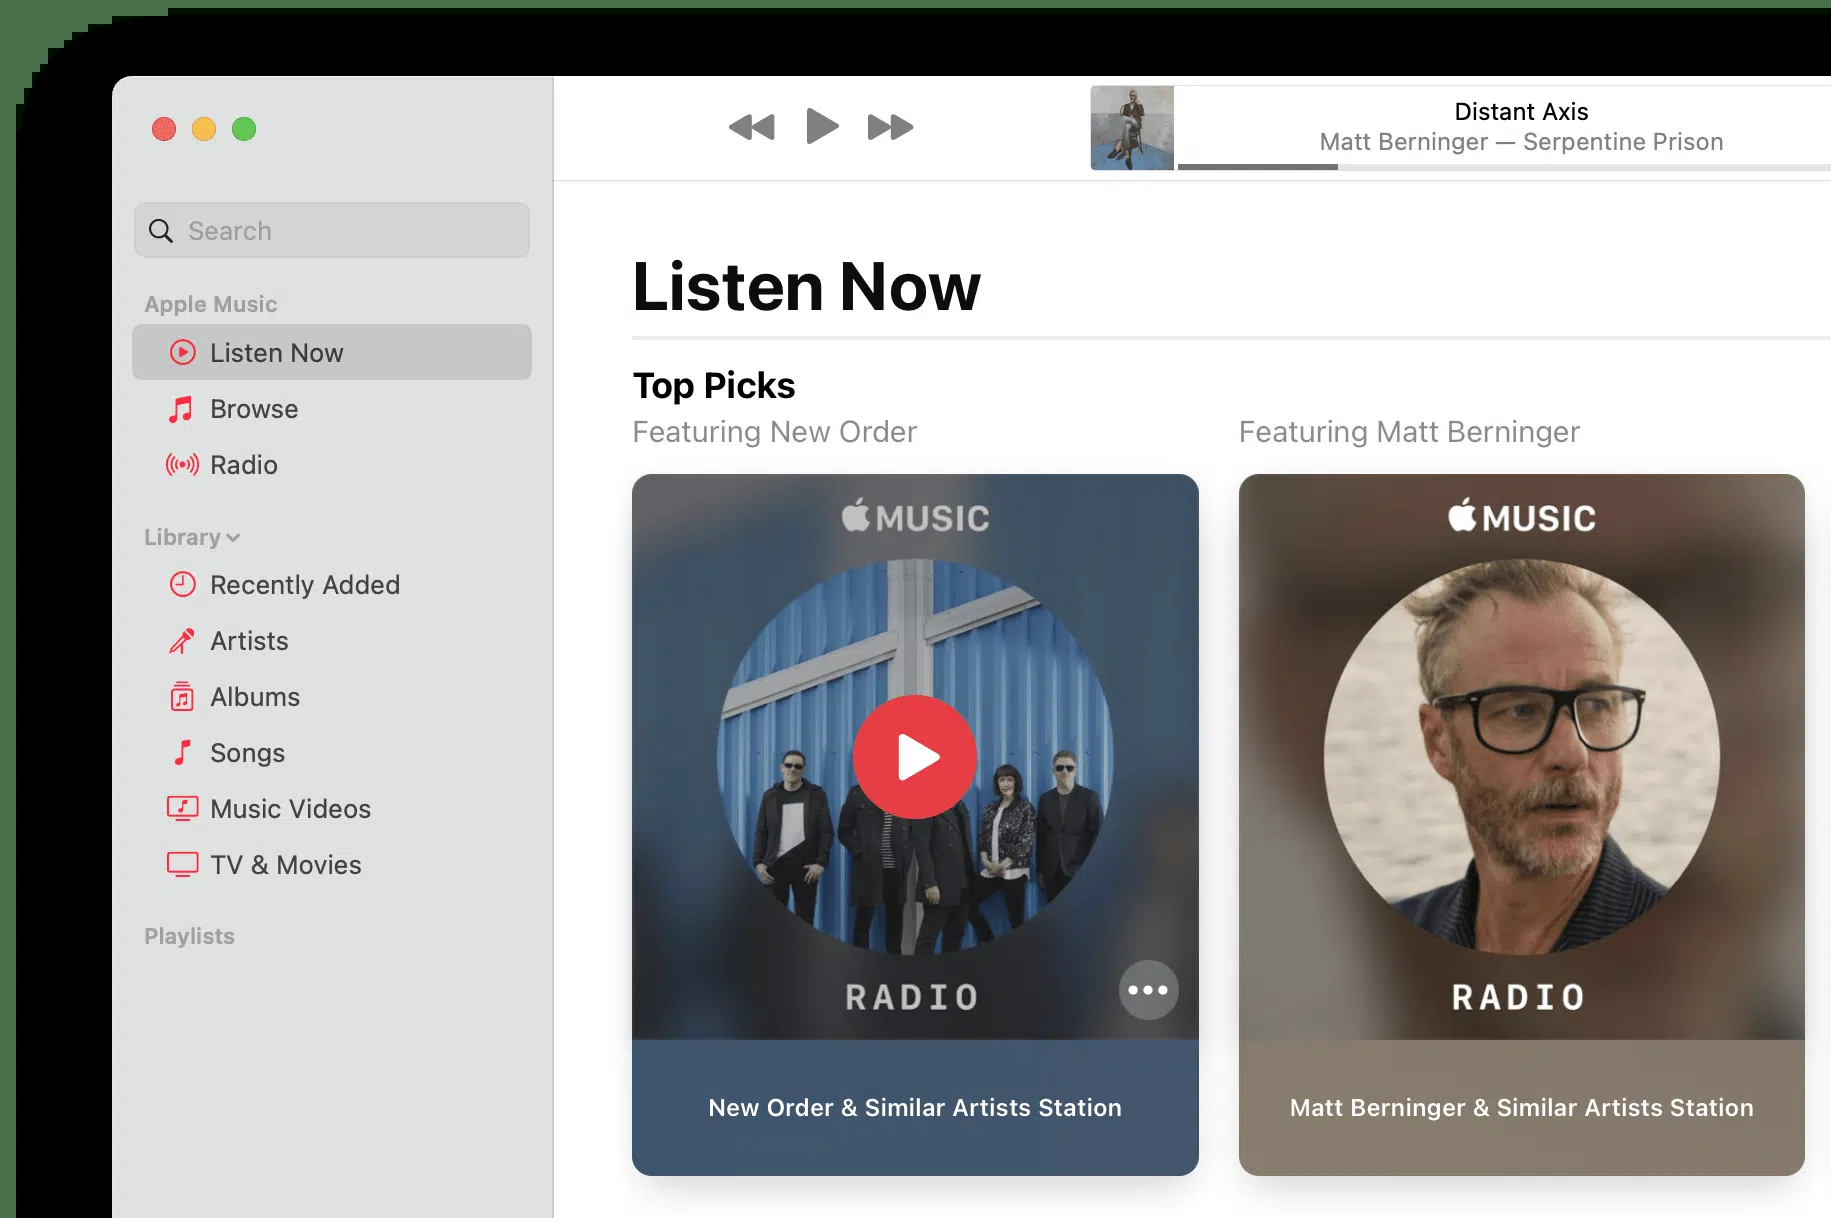 Distant Axis
Matt Berninger — Serpentine Prison
Search
Apple Music
Listen Now
Browse
Radio
Library
Recently Added
Artists
Albums
Songs
Music Videos
TV & Movies
Playlists
Listen Now
Top Picks
Featuring New Order
MUSIC
RADIO
New Order & Similar Artists Station
Featuring Matt Berninger
MUSIC
RADIO
Matt Berninger & Similar Artists Station